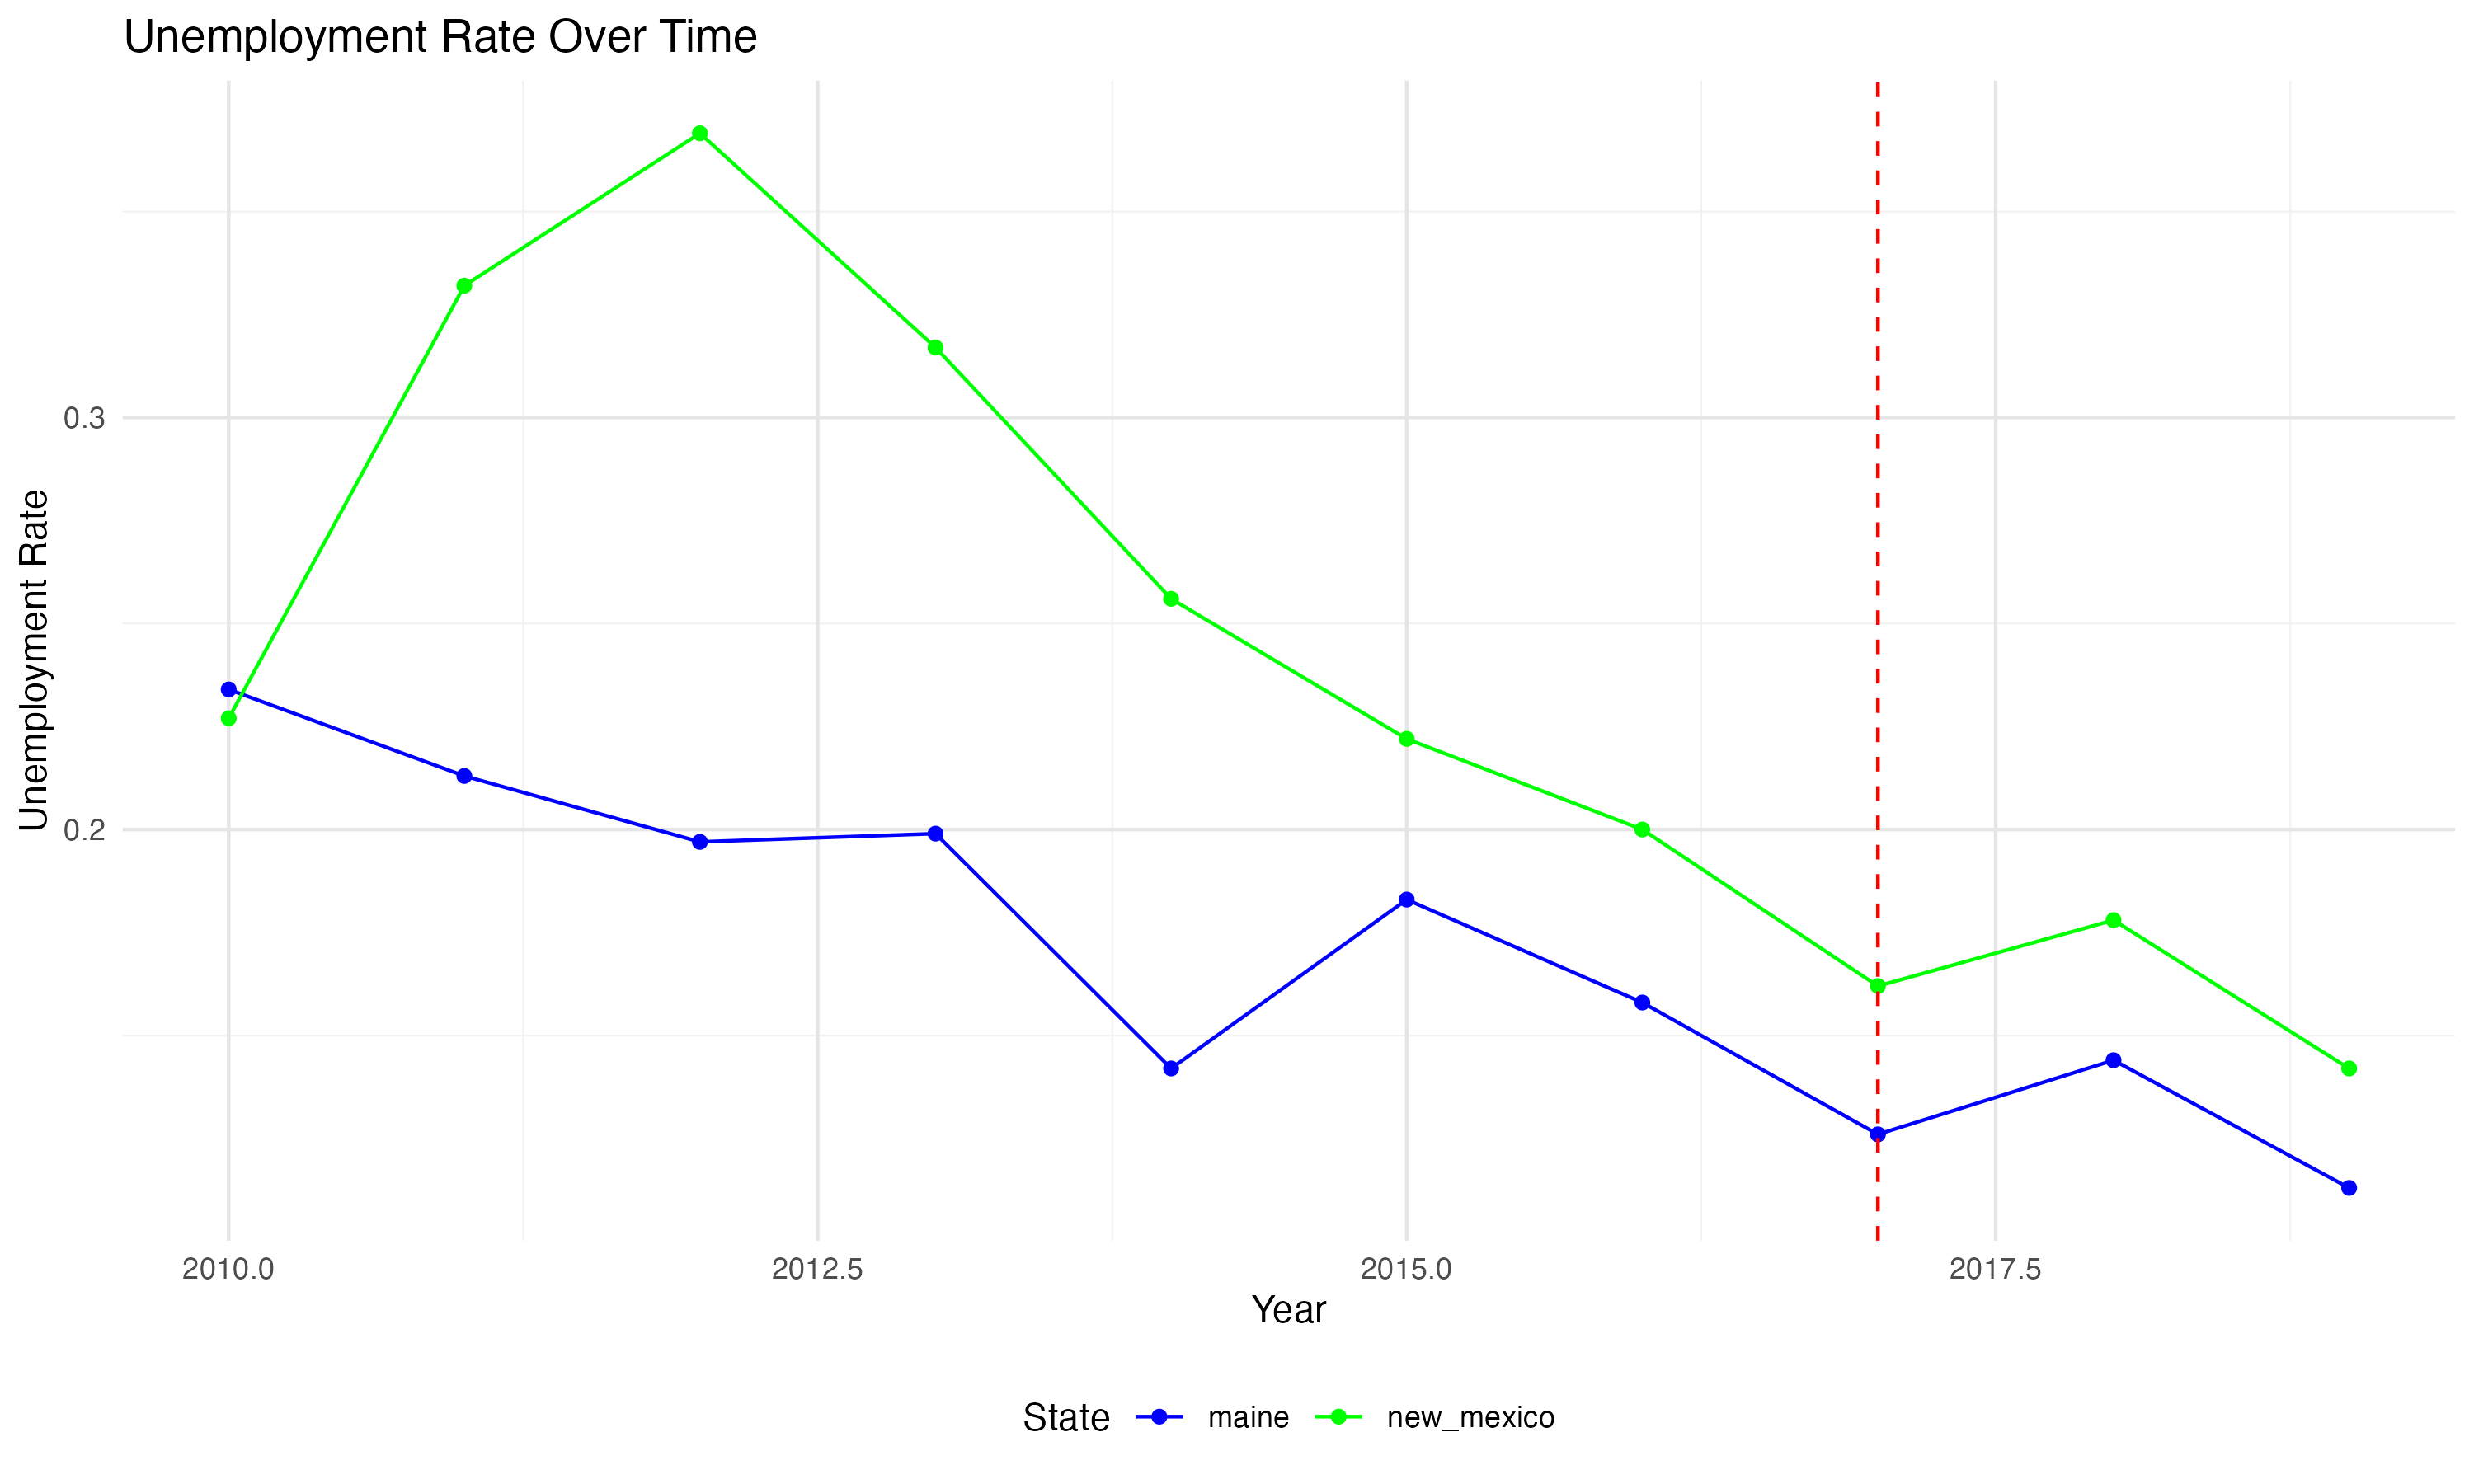 Unemployment Rate Over Time
Unemployment Rate
0.3
0.2
2010.0 2012.5 2015.0 2017.5
Year
State maine new_mexico